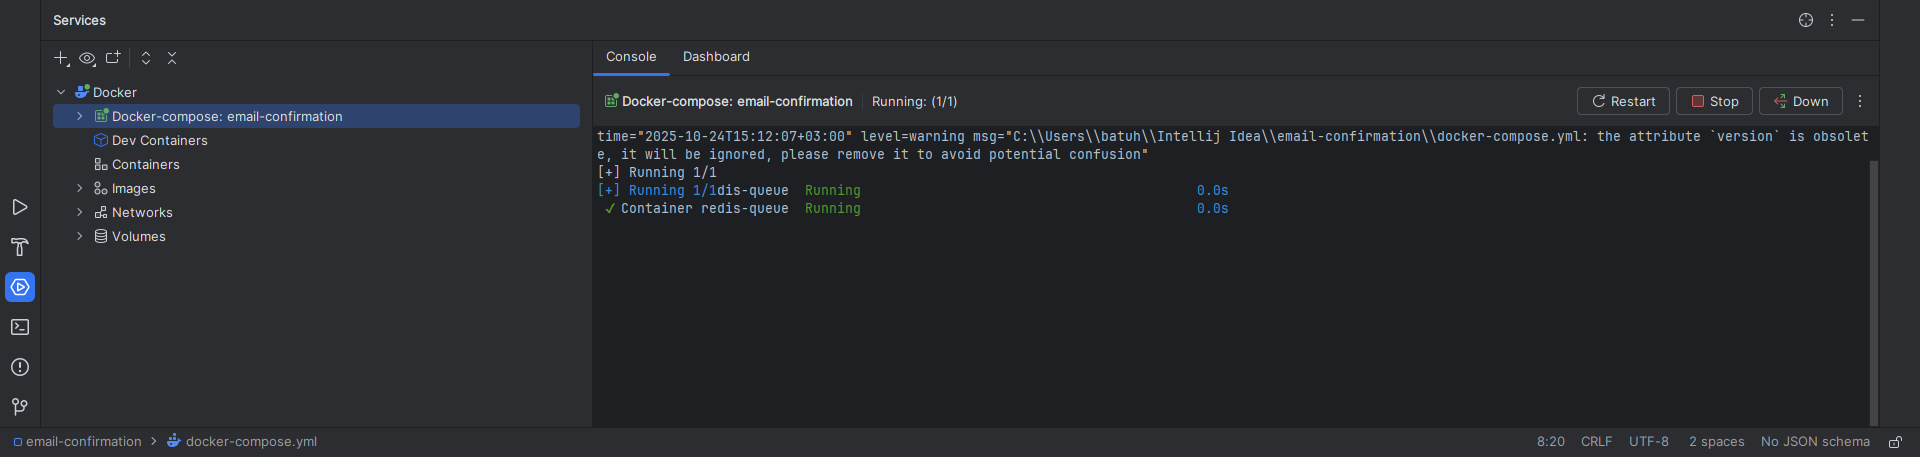 Services
Console Dashboard
Docker
Docker-compose: email-confirmation
Dev Containers
Containers
Images
Networks
Volumes
Docker-compose: email-confirmation Running: (1/1) Restart Stop Down
time="2025-10-24T15:12:07+03:00" level=warning msg="C:\\Users\\batuh\\Intellij Idea\\email-confirmation\\docker-compose.yml: the attribute `version` is obsolet
e, it will be ignored, please remove it to avoid potential confusion"
[+] Running 1/1
[+] Running 1/1dis-queue  Running 0.0s
✓ Container redis-queue  Running 0.0s
email-confirmation > docker-compose.yml 8:20 CRLF UTF-8 2 spaces No JSON schema